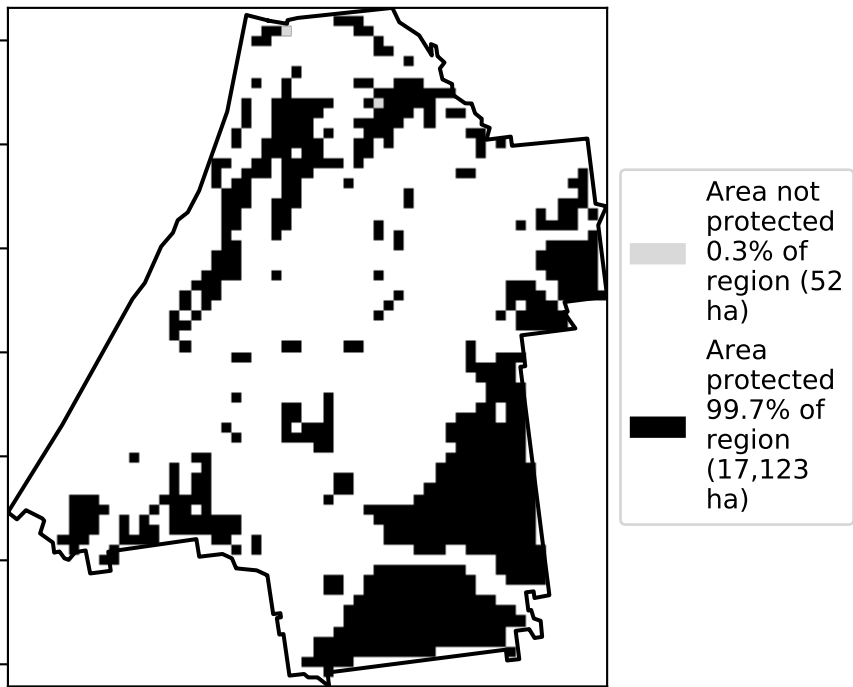 Area not
protected
0.3% of
region (52
ha)
Area
protected
99.7% of
region
(17,123
ha)